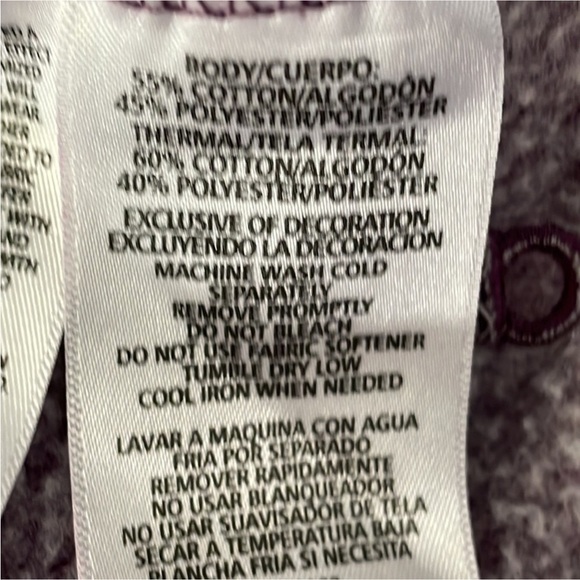 BODY/CUERPO:
55% COTTON/ALGODÓN
45% POLYESTER/POLIESTER
THERMAL/TELA TERMAL:
60% COTTON/ALGODÓN
40% POLYESTER/POLIESTER
EXCLUSIVE OF DECORATION
EXCLUYENDO LA DECORACION
MACHINE WASH COLD
SEPARATELY
REMOVE PROMPTLY
DO NOT BLEACH
DO NOT USE FABRIC SOFTENER
TUMBLE DRY LOW
COOL IRON WHEN NEEDED
LAVAR A MAQUINA CON AGUA
FRIA POR SEPARADO
REMOVER RAPIDAMENTE
NO USAR BLANQUEADOR
NO USAR SUAVISADOR DE TELA
SECAR A TEMPERATURA BAJA
PLANCHA FRIA SI NECESITA